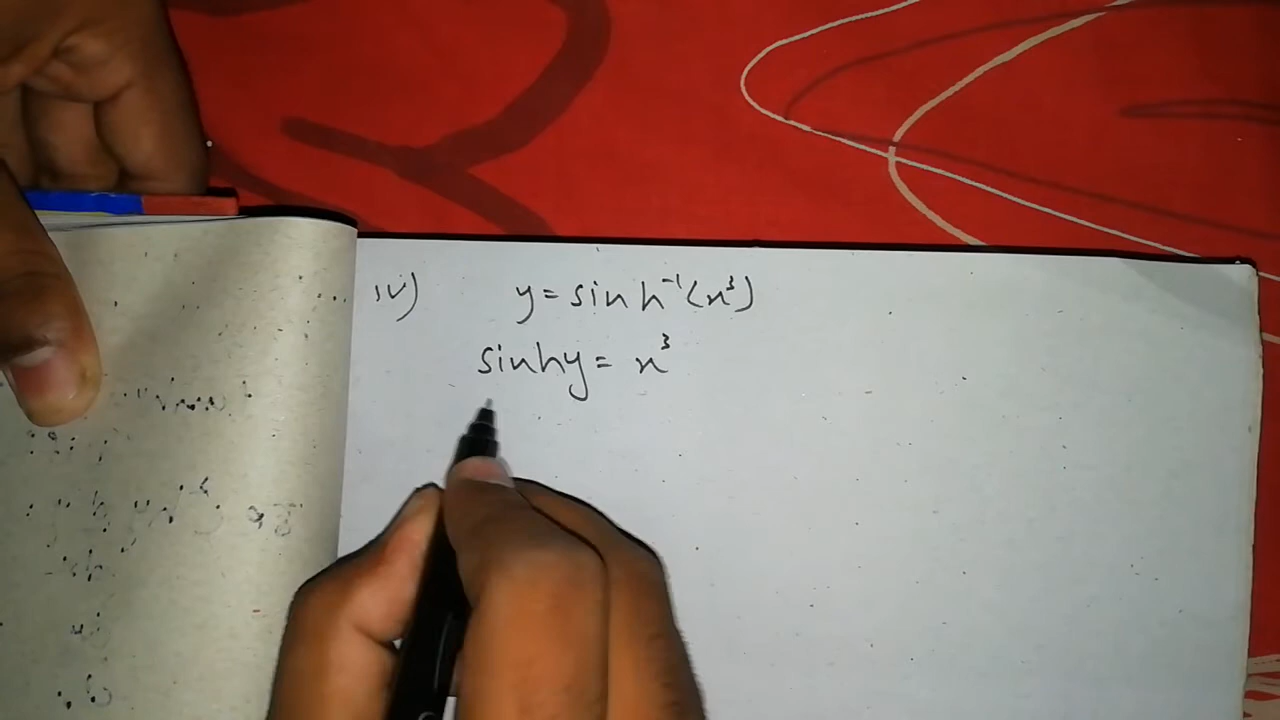 iv) y = sinh⁻¹(x³)
sinhy = x³